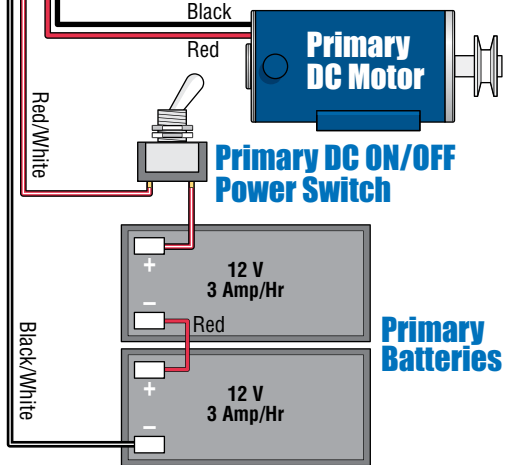 Black
Red
Primary
DC Motor
Red/White
Primary DC ON/OFF
Power Switch
+
12 V
3 Amp/Hr
–
Red
Primary
Batteries
Black/White
+
12 V
3 Amp/Hr
–